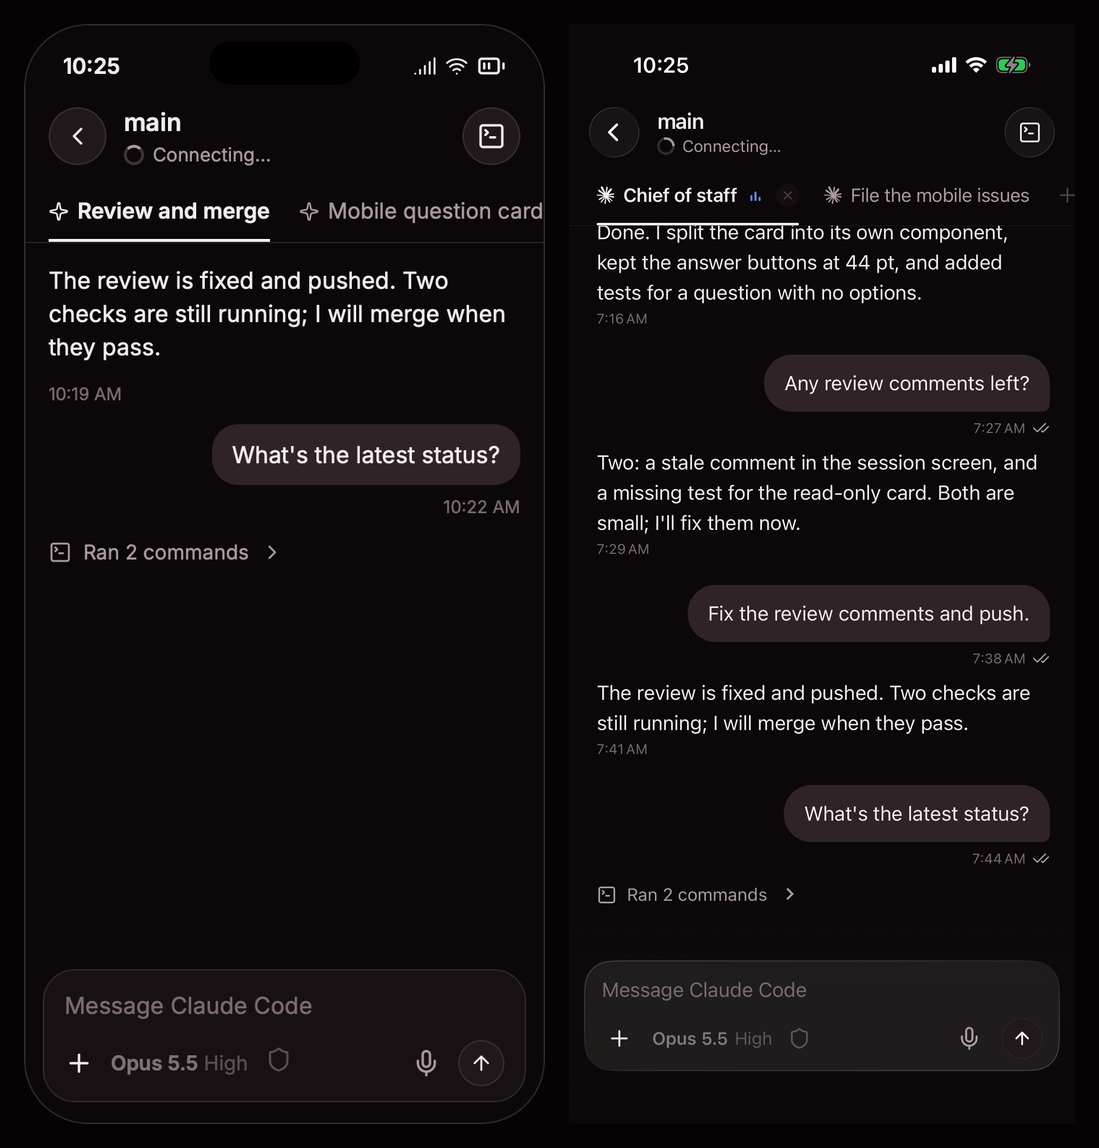 10:25
main
Connecting...
Review and merge
Mobile question card
The review is fixed and pushed. Two
checks are still running; I will merge when
they pass.
10:19 AM
What's the latest status?
10:22 AM
Ran 2 commands
Message Claude Code
Opus 5.5 High
10:25
main
Connecting...
Chief of staff
File the mobile issues
Done. I split the card into its own component,
kept the answer buttons at 44 pt, and added
tests for a question with no options.
7:16 AM
Any review comments left?
7:27 AM
Two: a stale comment in the session screen, and
a missing test for the read-only card. Both are
small; I'll fix them now.
7:29 AM
Fix the review comments and push.
7:38 AM
The review is fixed and pushed. Two checks are
still running; I will merge when they pass.
7:41 AM
What's the latest status?
7:44 AM
Ran 2 commands
Message Claude Code
Opus 5.5 High